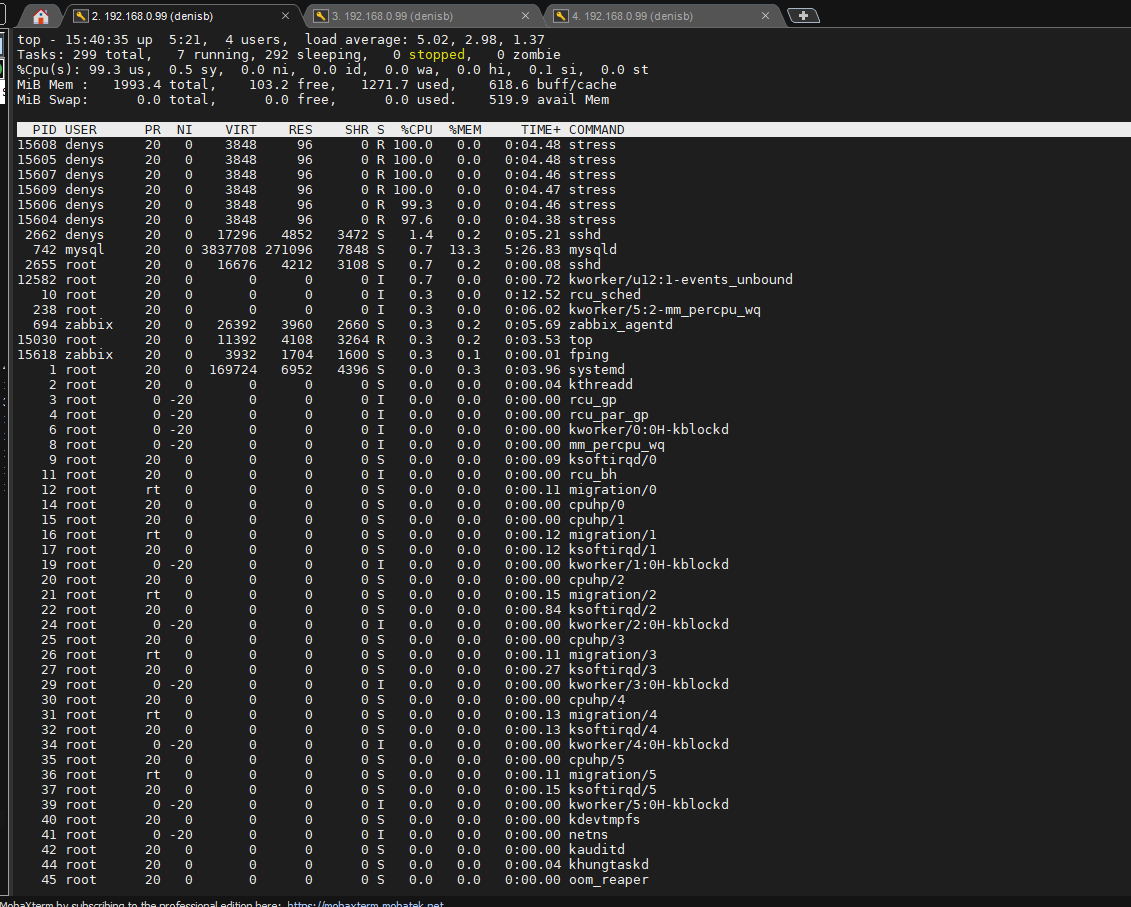 2. 192.168.0.99 (denisb)
3. 192.168.0.99 (denisb)
4. 192.168.0.99 (denisb)
top - 15:40:35 up  5:21,  4 users,  load average: 5.02, 2.98, 1.37
Tasks: 299 total,   7 running, 292 sleeping,   0 stopped,   0 zombie
%Cpu(s): 99.3 us,  0.5 sy,  0.0 ni,  0.0 id,  0.0 wa,  0.0 hi,  0.1 si,  0.0 st
MiB Mem :   1993.4 total,    103.2 free,   1271.7 used,    618.6 buff/cache
MiB Swap:      0.0 total,      0.0 free,      0.0 used.    519.9 avail Mem
PID USER      PR  NI    VIRT    RES    SHR S  %CPU  %MEM     TIME+ COMMAND
15608 denys     20   0    3848     96      0 R 100.0   0.0   0:04.48 stress
15605 denys     20   0    3848     96      0 R 100.0   0.0   0:04.48 stress
15607 denys     20   0    3848     96      0 R 100.0   0.0   0:04.46 stress
15609 denys     20   0    3848     96      0 R 100.0   0.0   0:04.47 stress
15606 denys     20   0    3848     96      0 R  99.3   0.0   0:04.46 stress
15604 denys     20   0    3848     96      0 R  97.6   0.0   0:04.38 stress
2662 denys     20   0   17296   4852   3472 S   1.4   0.2   0:05.21 sshd
742 mysql     20   0 3837708 271096   7848 S   0.7  13.3   5:26.83 mysqld
2655 root      20   0   16676   4212   3108 S   0.7   0.2   0:00.08 sshd
12582 root      20   0       0      0      0 I   0.7   0.0   0:00.72 kworker/u12:1-events_unbound
10 root      20   0       0      0      0 I   0.3   0.0   0:12.52 rcu_sched
238 root      20   0       0      0      0 I   0.3   0.0   0:06.02 kworker/5:2-mm_percpu_wq
694 zabbix    20   0   26392   3960   2660 S   0.3   0.2   0:05.69 zabbix_agentd
15030 root      20   0   11392   4108   3264 R   0.3   0.2   0:03.53 top
15618 zabbix    20   0    3932   1704   1600 S   0.3   0.1   0:00.01 fping
1 root      20   0  169724   6952   4396 S   0.0   0.3   0:03.96 systemd
2 root      20   0       0      0      0 S   0.0   0.0   0:00.04 kthreadd
3 root       0 -20       0      0      0 I   0.0   0.0   0:00.00 rcu_gp
4 root       0 -20       0      0      0 I   0.0   0.0   0:00.00 rcu_par_gp
6 root       0 -20       0      0      0 I   0.0   0.0   0:00.00 kworker/0:0H-kblockd
8 root       0 -20       0      0      0 I   0.0   0.0   0:00.00 mm_percpu_wq
9 root      20   0       0      0      0 S   0.0   0.0   0:00.09 ksoftirqd/0
11 root      20   0       0      0      0 I   0.0   0.0   0:00.00 rcu_bh
12 root      rt   0       0      0      0 S   0.0   0.0   0:00.11 migration/0
14 root      20   0       0      0      0 S   0.0   0.0   0:00.00 cpuhp/0
15 root      20   0       0      0      0 S   0.0   0.0   0:00.00 cpuhp/1
16 root      rt   0       0      0      0 S   0.0   0.0   0:00.12 migration/1
17 root      20   0       0      0      0 S   0.0   0.0   0:00.12 ksoftirqd/1
19 root       0 -20       0      0      0 I   0.0   0.0   0:00.00 kworker/1:0H-kblockd
20 root      20   0       0      0      0 S   0.0   0.0   0:00.00 cpuhp/2
21 root      rt   0       0      0      0 S   0.0   0.0   0:00.15 migration/2
22 root      20   0       0      0      0 S   0.0   0.0   0:00.84 ksoftirqd/2
24 root       0 -20       0      0      0 I   0.0   0.0   0:00.00 kworker/2:0H-kblockd
25 root      20   0       0      0      0 S   0.0   0.0   0:00.00 cpuhp/3
26 root      rt   0       0      0      0 S   0.0   0.0   0:00.11 migration/3
27 root      20   0       0      0      0 S   0.0   0.0   0:00.27 ksoftirqd/3
29 root       0 -20       0      0      0 I   0.0   0.0   0:00.00 kworker/3:0H-kblockd
30 root      20   0       0      0      0 S   0.0   0.0   0:00.00 cpuhp/4
31 root      rt   0       0      0      0 S   0.0   0.0   0:00.13 migration/4
32 root      20   0       0      0      0 S   0.0   0.0   0:00.13 ksoftirqd/4
34 root       0 -20       0      0      0 I   0.0   0.0   0:00.00 kworker/4:0H-kblockd
35 root      20   0       0      0      0 S   0.0   0.0   0:00.00 cpuhp/5
36 root      rt   0       0      0      0 S   0.0   0.0   0:00.11 migration/5
37 root      20   0       0      0      0 S   0.0   0.0   0:00.15 ksoftirqd/5
39 root       0 -20       0      0      0 I   0.0   0.0   0:00.00 kworker/5:0H-kblockd
40 root      20   0       0      0      0 S   0.0   0.0   0:00.00 kdevtmpfs
41 root       0 -20       0      0      0 I   0.0   0.0   0:00.00 netns
42 root      20   0       0      0      0 S   0.0   0.0   0:00.00 kauditd
44 root      20   0       0      0      0 S   0.0   0.0   0:00.04 khungtaskd
45 root      20   0       0      0      0 S   0.0   0.0   0:00.00 oom_reaper
MobaXterm by subscribing to the professional edition here: https://mobaxterm.mobatek.net